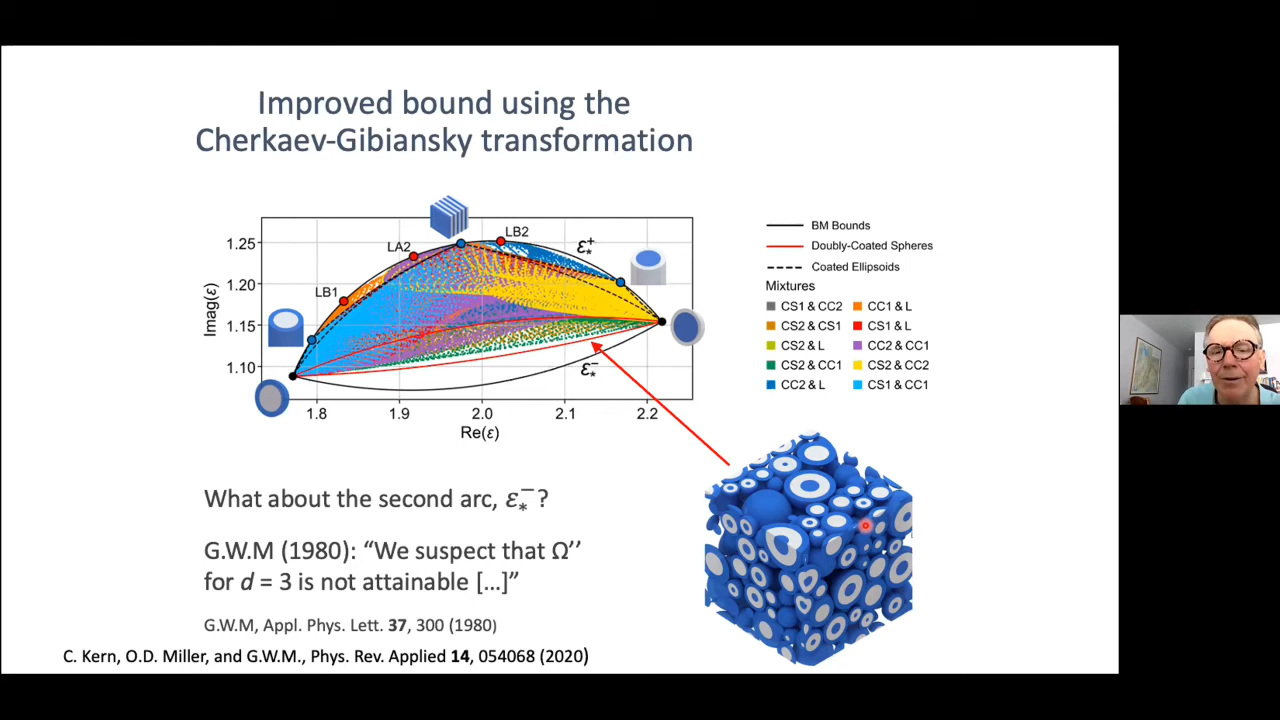 Improved bound using the
Cherkaev-Gibiansky transformation
LB2
LA2
LB1
ε*+
ε*−
1.25
1.20
1.15
1.10
Imag(ε)
1.8 1.9 2.0 2.1 2.2
Re(ε)
BM Bounds
Doubly-Coated Spheres
Coated Ellipsoids
Mixtures
CS1 & CC2 CC1 & L
CS2 & CS1 CS1 & L
CS2 & L CC2 & CC1
CS2 & CC1 CS2 & CC2
CC2 & L CS1 & CC1
What about the second arc, ε*−?
G.W.M (1980): “We suspect that Ω’’
for d = 3 is not attainable [...]”
G.W.M, Appl. Phys. Lett. 37, 300 (1980)
C. Kern, O.D. Miller, and G.W.M., Phys. Rev. Applied 14, 054068 (2020)